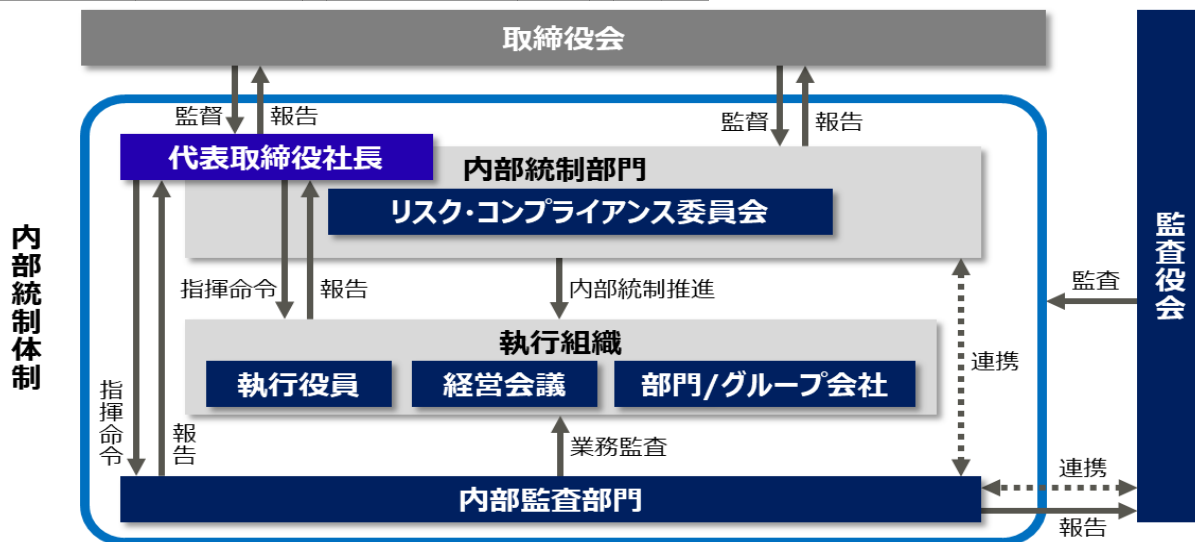 取締役会
監督
報告
監督
報告
代表取締役社長
内部統制部門
リスク・コンプライアンス委員会
内部統制体制
監査役会
指揮命令
報告
内部統制推進
監査
執行組織
執行役員
経営会議
部門/グループ会社
連携
指揮命令
報告
業務監査
連携
内部監査部門
報告